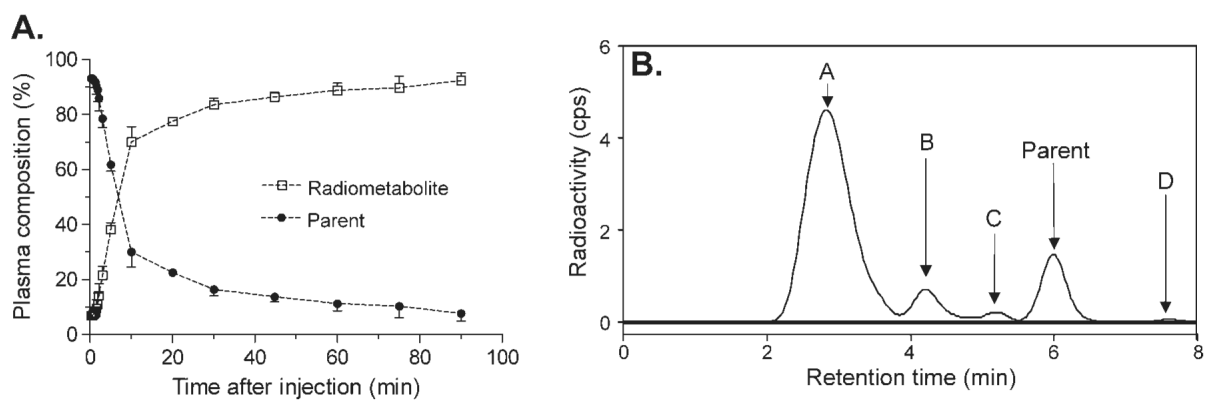 A.
100
80
60
40
20
0
Plasma composition (%)
Radiometabolite
Parent
0 20 40 60 80 100
Time after injection (min)
B.
6
4
2
0
Radioactivity (cps)
A
B
C
Parent
D
0 2 4 6 8
Retention time (min)